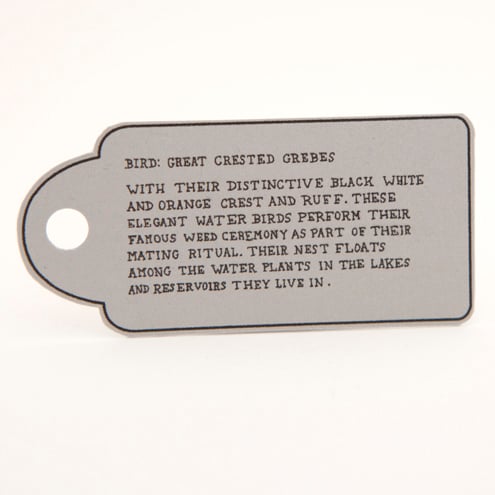 BIRD: GREAT CRESTED GREBES
WITH THEIR DISTINCTIVE BLACK WHITE
AND ORANGE CREST AND RUFF. THESE
ELEGANT WATER BIRDS PERFORM THEIR
FAMOUS WEED CEREMONY AS PART OF THEIR
MATING RITUAL. THEIR NEST FLOATS
AMONG THE WATER PLANTS IN THE LAKES
AND RESERVOIRS THEY LIVE IN.